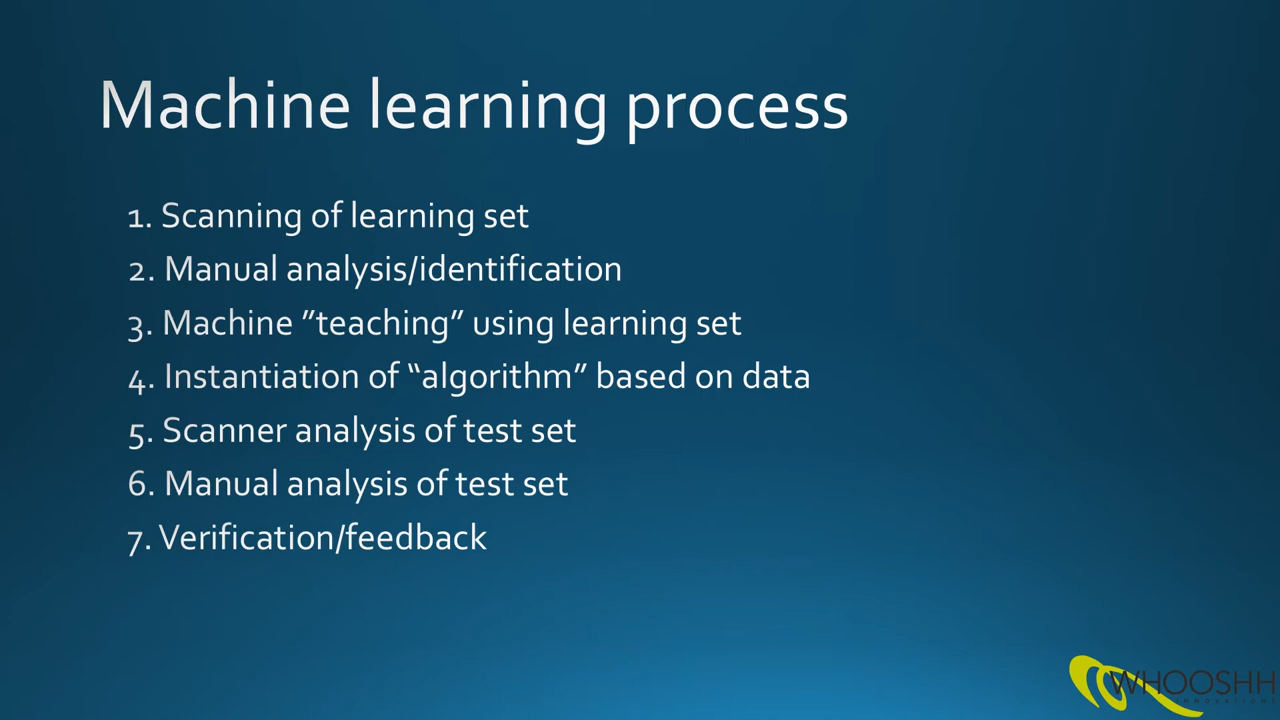 Machine learning process
1. Scanning of learning set
2. Manual analysis/identification
3. Machine ”teaching” using learning set
4. Instantiation of “algorithm” based on data
5. Scanner analysis of test set
6. Manual analysis of test set
7. Verification/feedback
WHOOSHH
INNOVATIONS